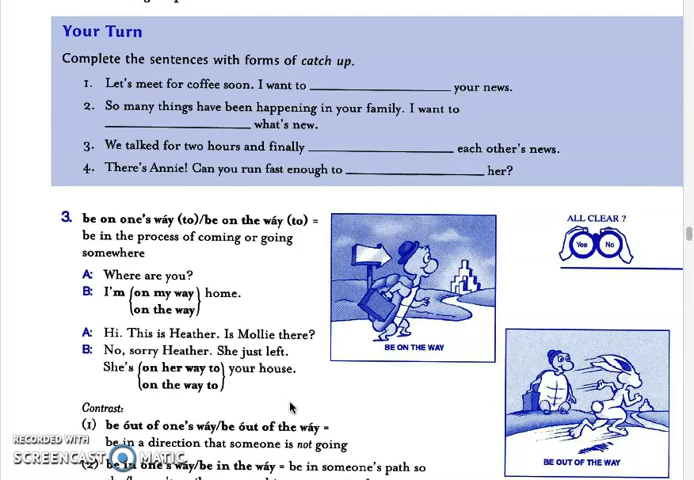 Your Turn
Complete the sentences with forms of catch up.
1. Let's meet for coffee soon. I want to ____________________ your news.
2. So many things have been happening in your family. I want to
____________________ what's new.
3. We talked for two hours and finally ____________________ each other's news.
4. There's Annie! Can you run fast enough to ____________________ her?
3. be on one's wáy (to)/be on the wáy (to) =
be in the process of coming or going
somewhere
A: Where are you?
B: I'm {on my way} home.
{on the way}
A: Hi. This is Heather. Is Mollie there?
B: No, sorry Heather. She just left.
She's {on her way to} your house.
{on the way to}
Contrast:
(1) be óut of one's wáy/be óut of the wáy =
be in a direction that someone is not going
(2) be in one's wáy/be in the wáy = be in someone's path so
BE ON THE WAY
ALL CLEAR ?
Yes No
BE OUT OF THE WAY
RECORDED WITH
SCREENCAST MATIC